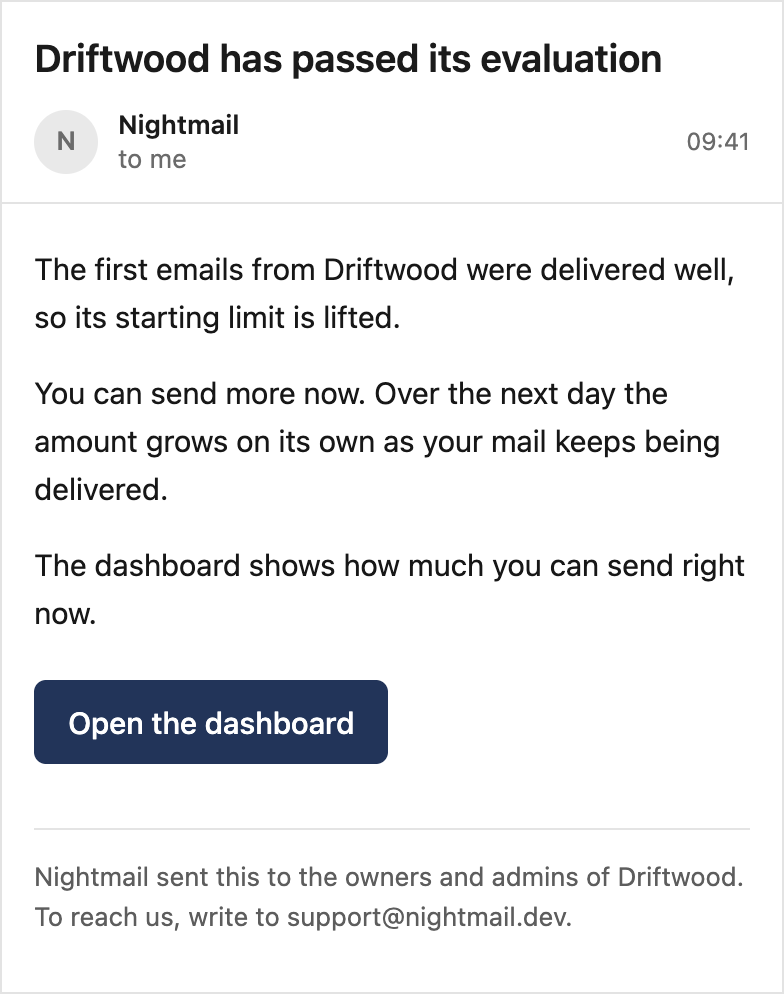 Driftwood has passed its evaluation
N
Nightmail
to me
09:41
The first emails from Driftwood were delivered well,
so its starting limit is lifted.
You can send more now. Over the next day the
amount grows on its own as your mail keeps being
delivered.
The dashboard shows how much you can send right
now.
Open the dashboard
Nightmail sent this to the owners and admins of Driftwood.
To reach us, write to support@nightmail.dev.